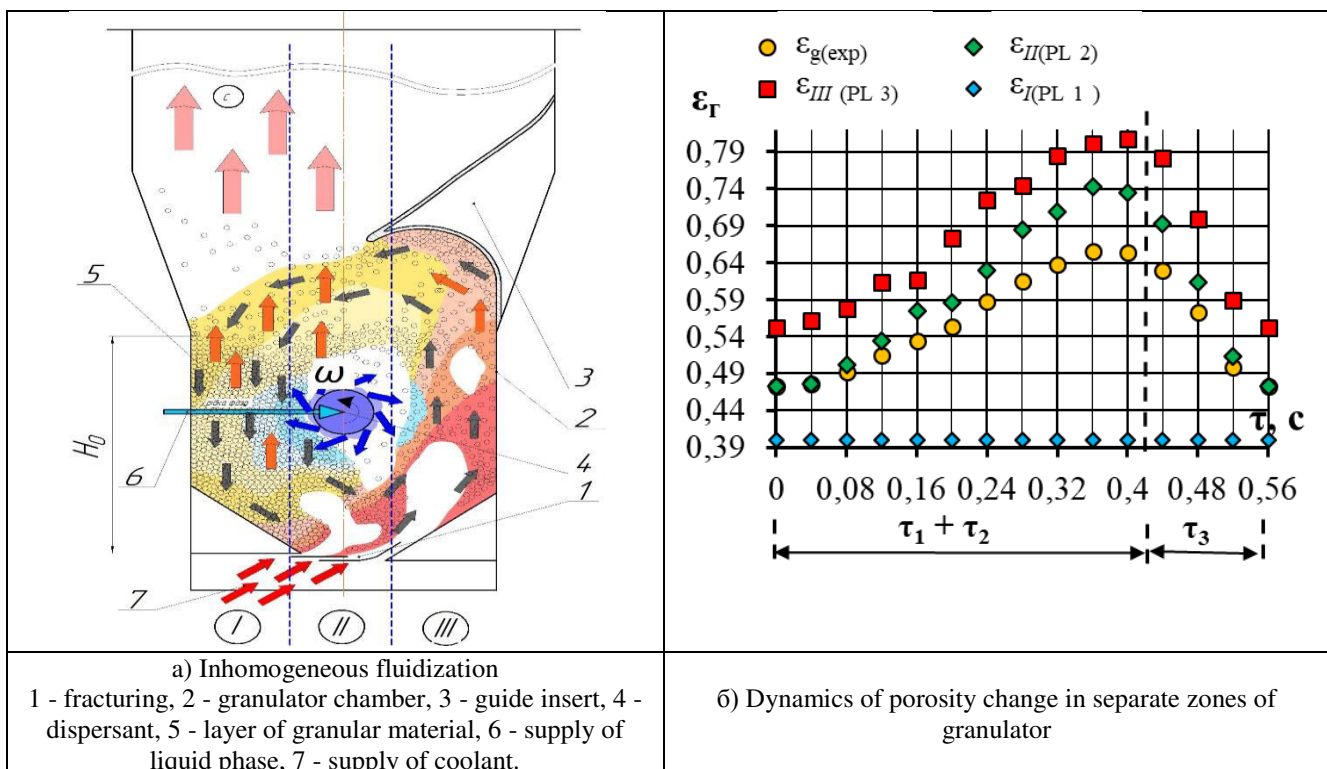 c
5
ω
H₀
6
7
3
2
4
1
I II III
ε_g(exp) ε_II(PL 2)
ε_III (PL 3) ε_I(PL 1 )
ε_Г
0,79
0,74
0,69
0,64
0,59
0,54
0,49
0,44
0,39
τ, c
0 0,08 0,16 0,24 0,32 0,4 0,48 0,56
τ₁ + τ₂ τ₃
a) Inhomogeneous fluidization
1 - fracturing, 2 - granulator chamber, 3 - guide insert, 4 -
dispersant, 5 - layer of granular material, 6 - supply of
liquid phase, 7 - supply of coolant.
б) Dynamics of porosity change in separate zones of
granulator